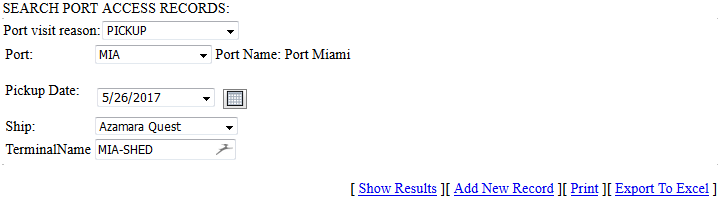 SEARCH PORT ACCESS RECORDS:
Port visit reason: PICKUP
Port: MIA Port Name: Port Miami
Pickup Date: 5/26/2017
Ship: Azamara Quest
TerminalName MIA-SHED
[ Show Results ][ Add New Record ][ Print ][ Export To Excel ]